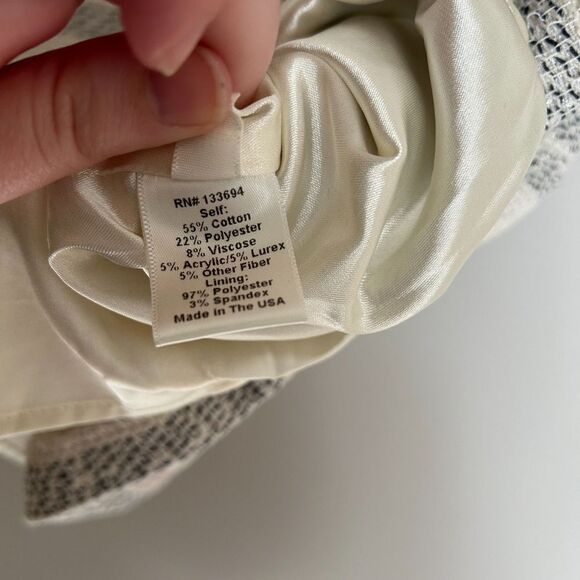 RN# 133694
Self:
55% Cotton
22% Polyester
8% Viscose
5% Acrylic/5% Lurex
5% Other Fiber
Lining:
97% Polyester
3% Spandex
Made in The USA